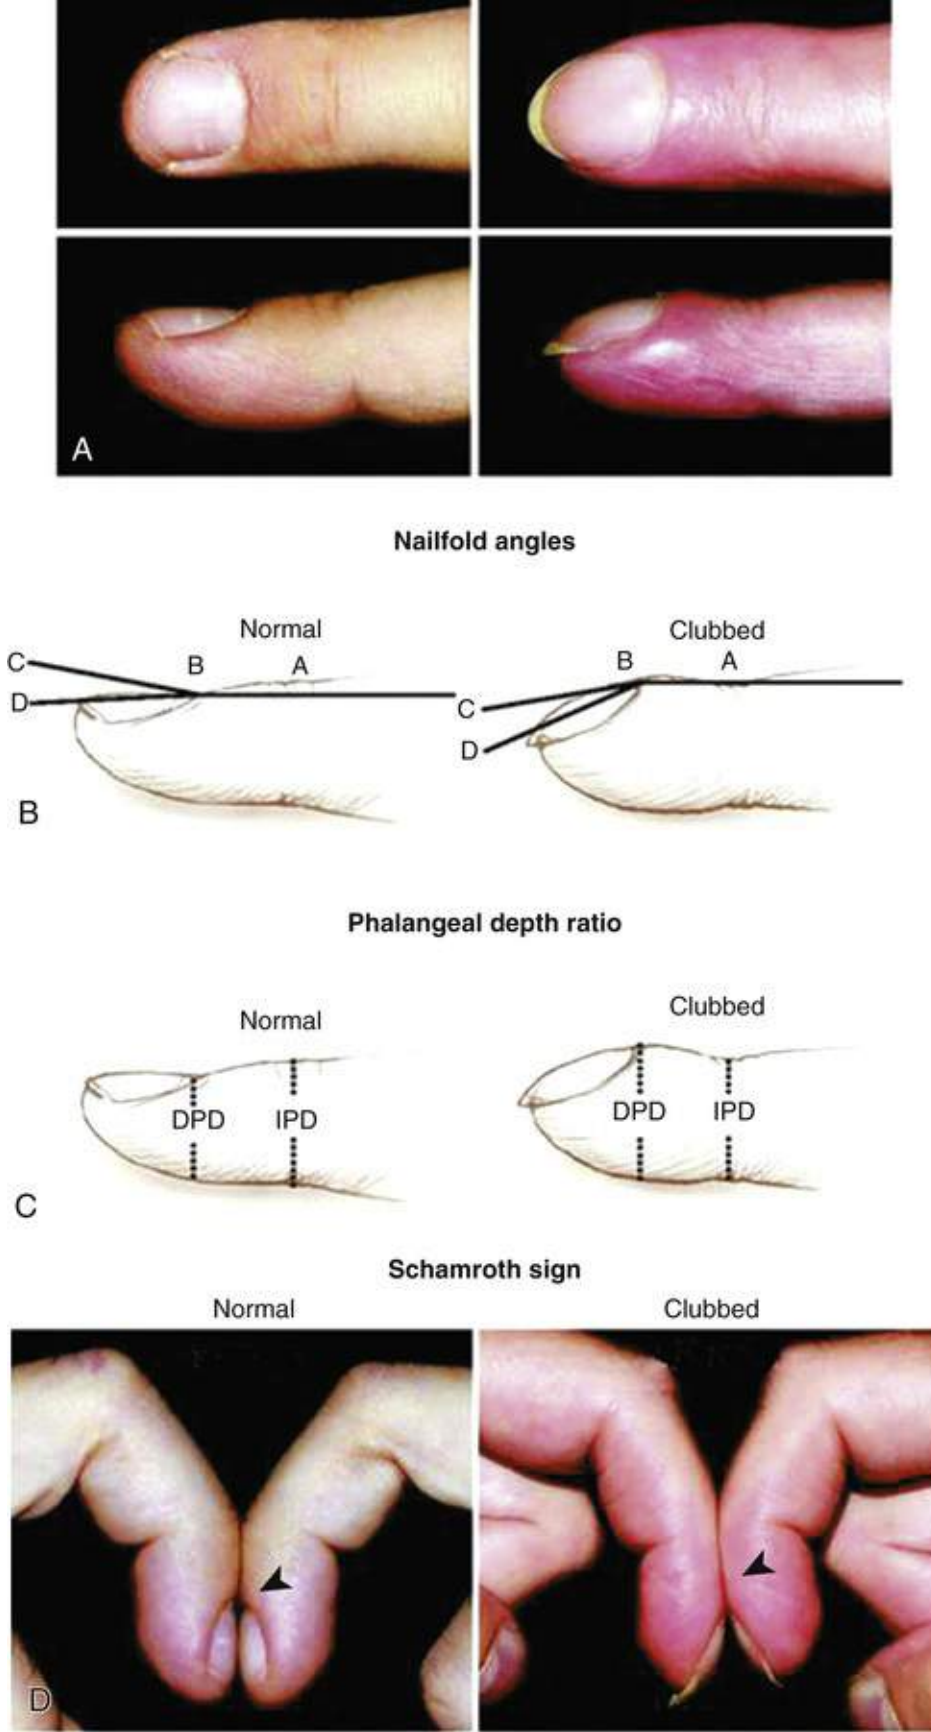 A
Nailfold angles
Normal
Clubbed
C
B
A
D
B
A
C
D
B
Phalangeal depth ratio
Normal
Clubbed
DPD
IPD
DPD
IPD
C
Schamroth sign
Normal
Clubbed
D